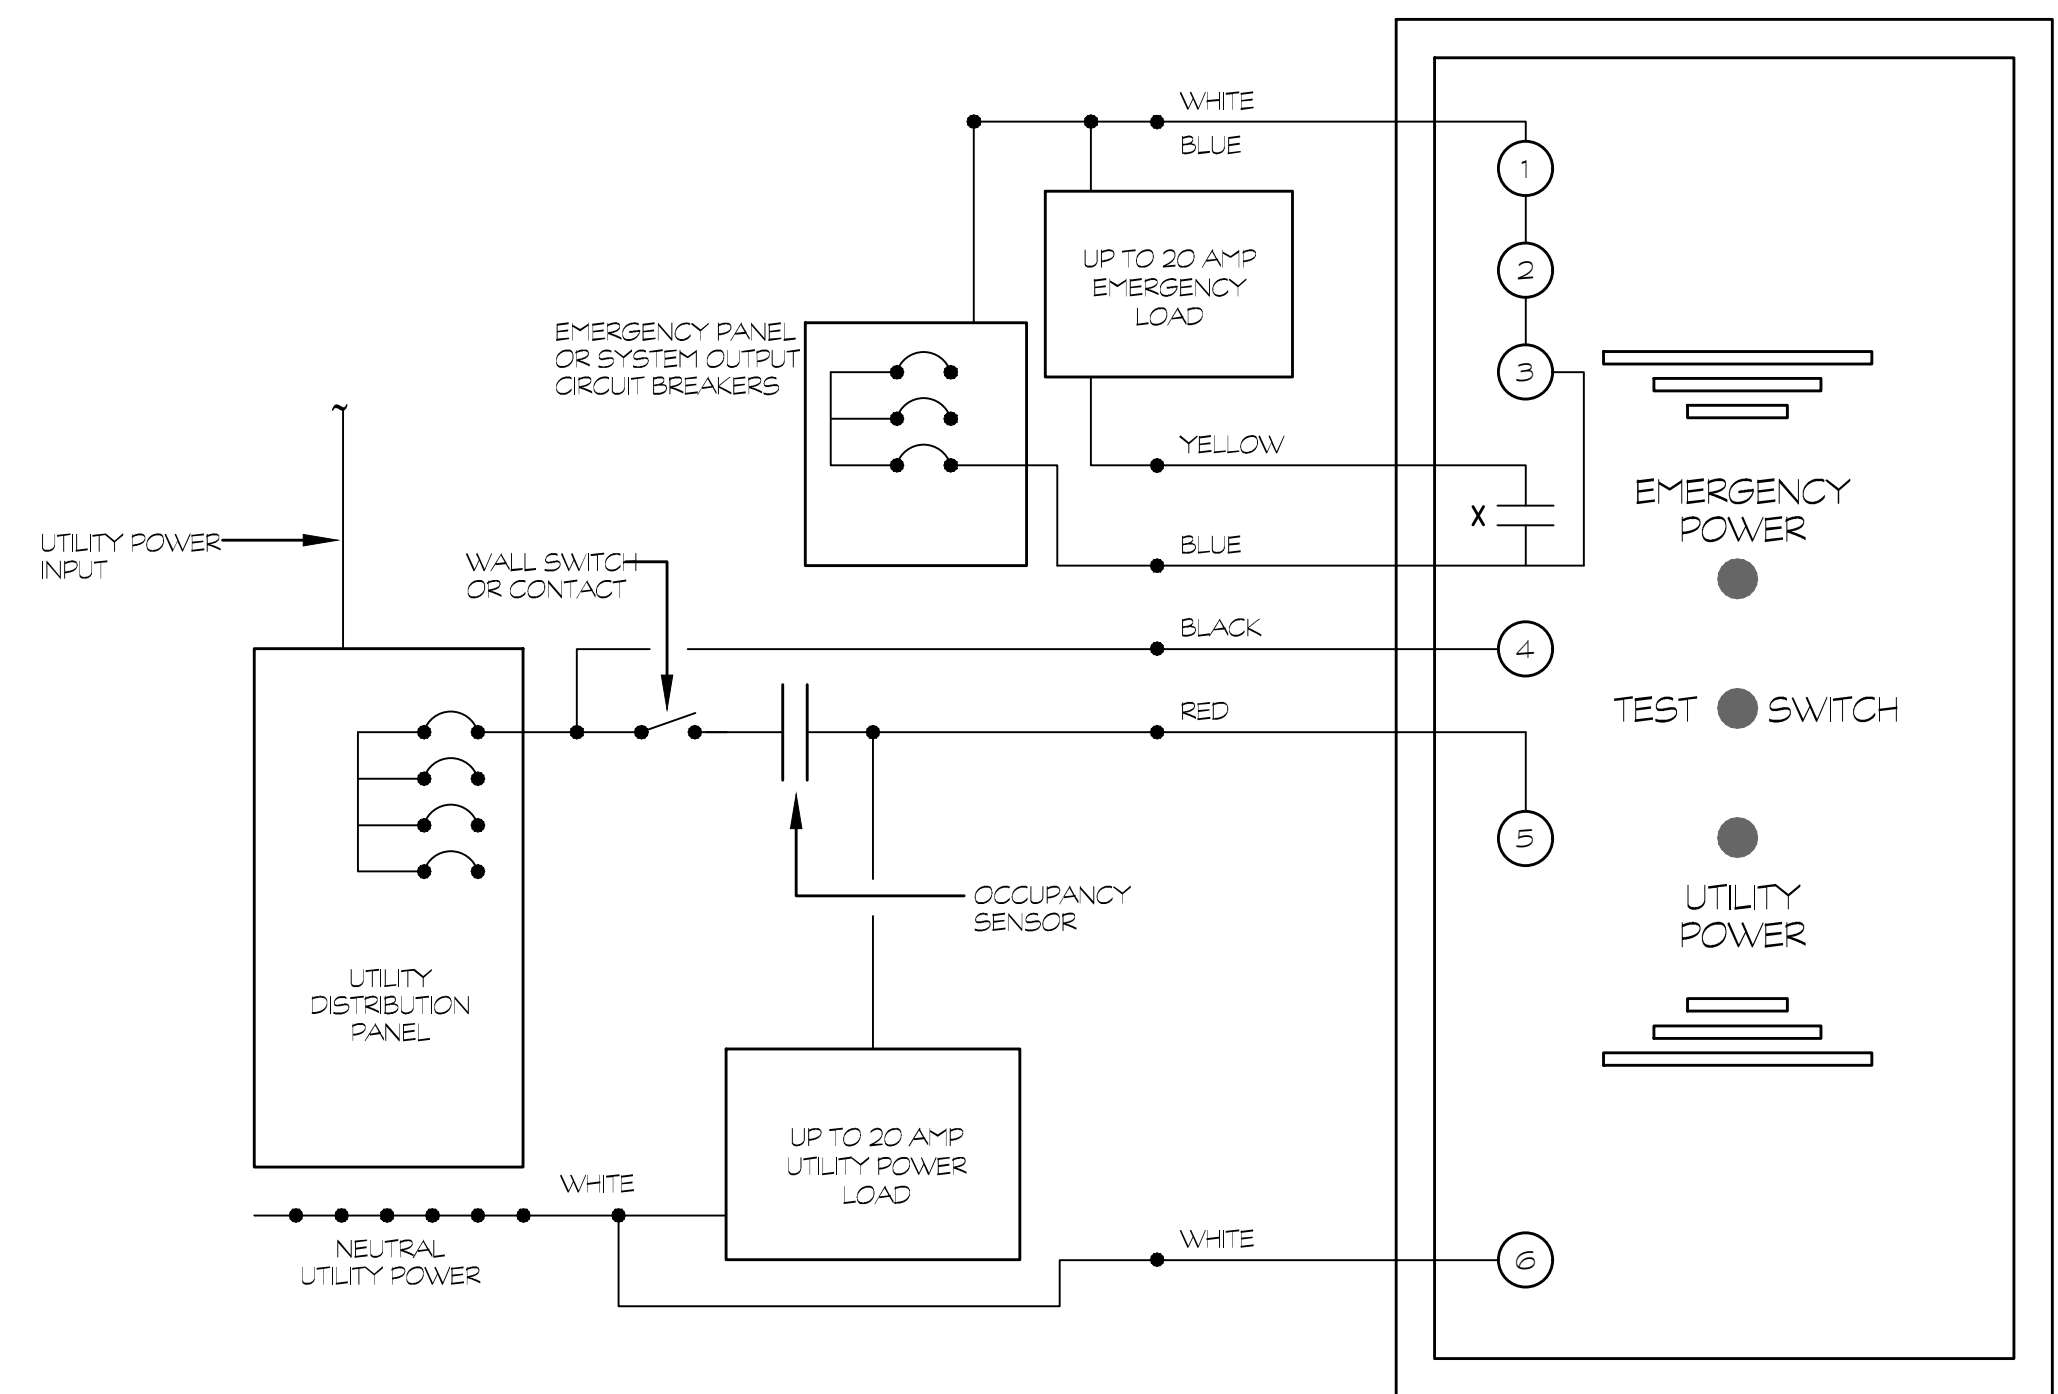 WHITE
BLUE
1
UP TO 20 AMP
EMERGENCY
LOAD
2
EMERGENCY PANEL
OR SYSTEM OUTPUT
CIRCUIT BREAKERS
3
~
YELLOW
X
EMERGENCY
POWER
UTILITY POWER
INPUT
WALL SWITCH
OR CONTACT
BLUE
BLACK
4
RED
TEST SWITCH
5
OCCUPANCY
SENSOR
UTILITY
POWER
UTILITY
DISTRIBUTION
PANEL
UP TO 20 AMP
UTILITY POWER
LOAD
WHITE
NEUTRAL
UTILITY POWER
WHITE
6